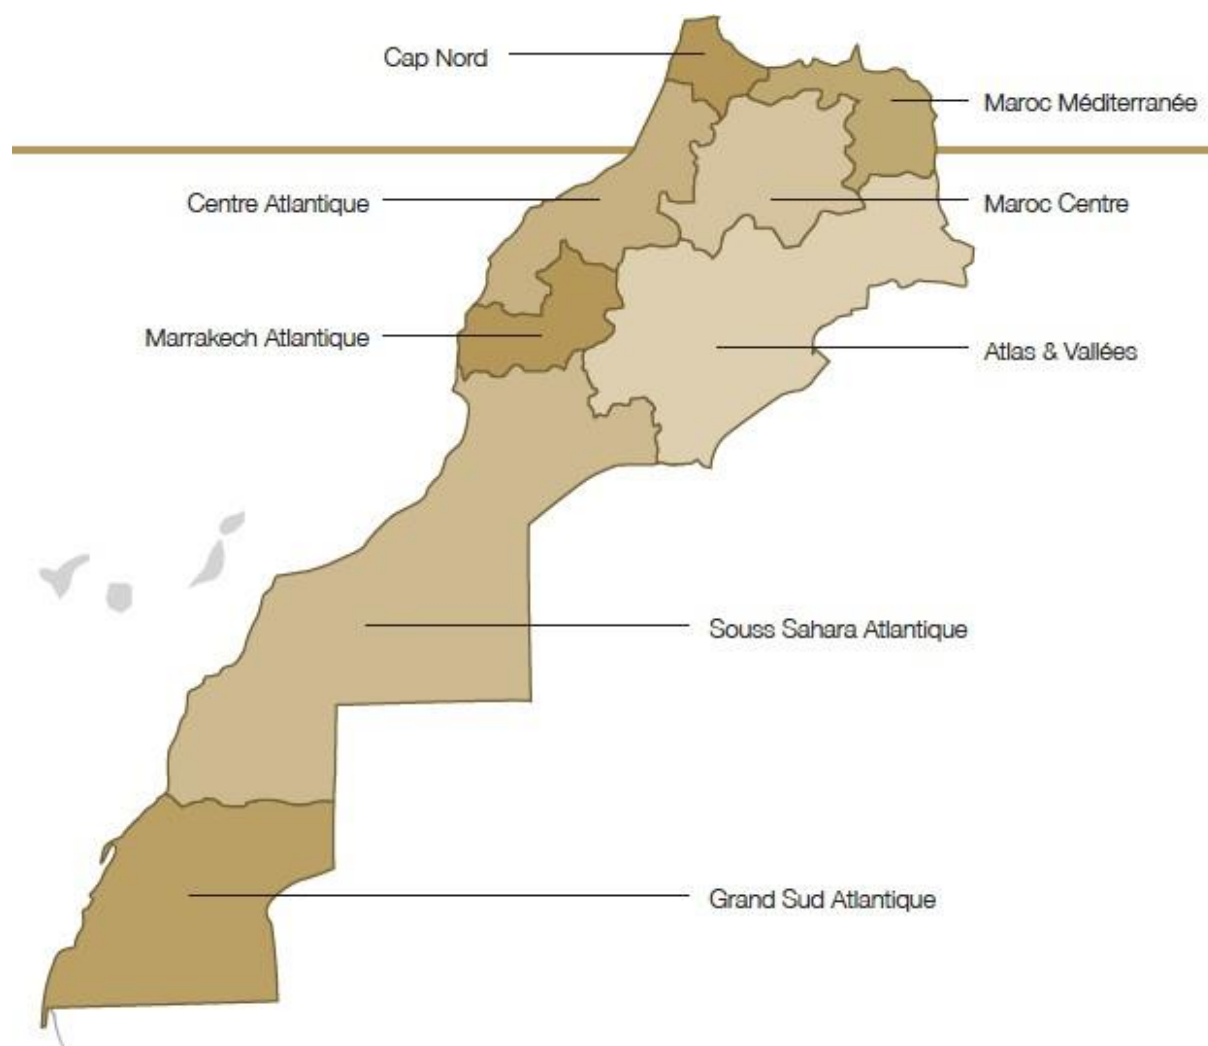 Cap Nord
Maroc Méditerranée
Centre Atlantique
Maroc Centre
Marrakech Atlantique
Atlas & Vallées
Souss Sahara Atlantique
Grand Sud Atlantique